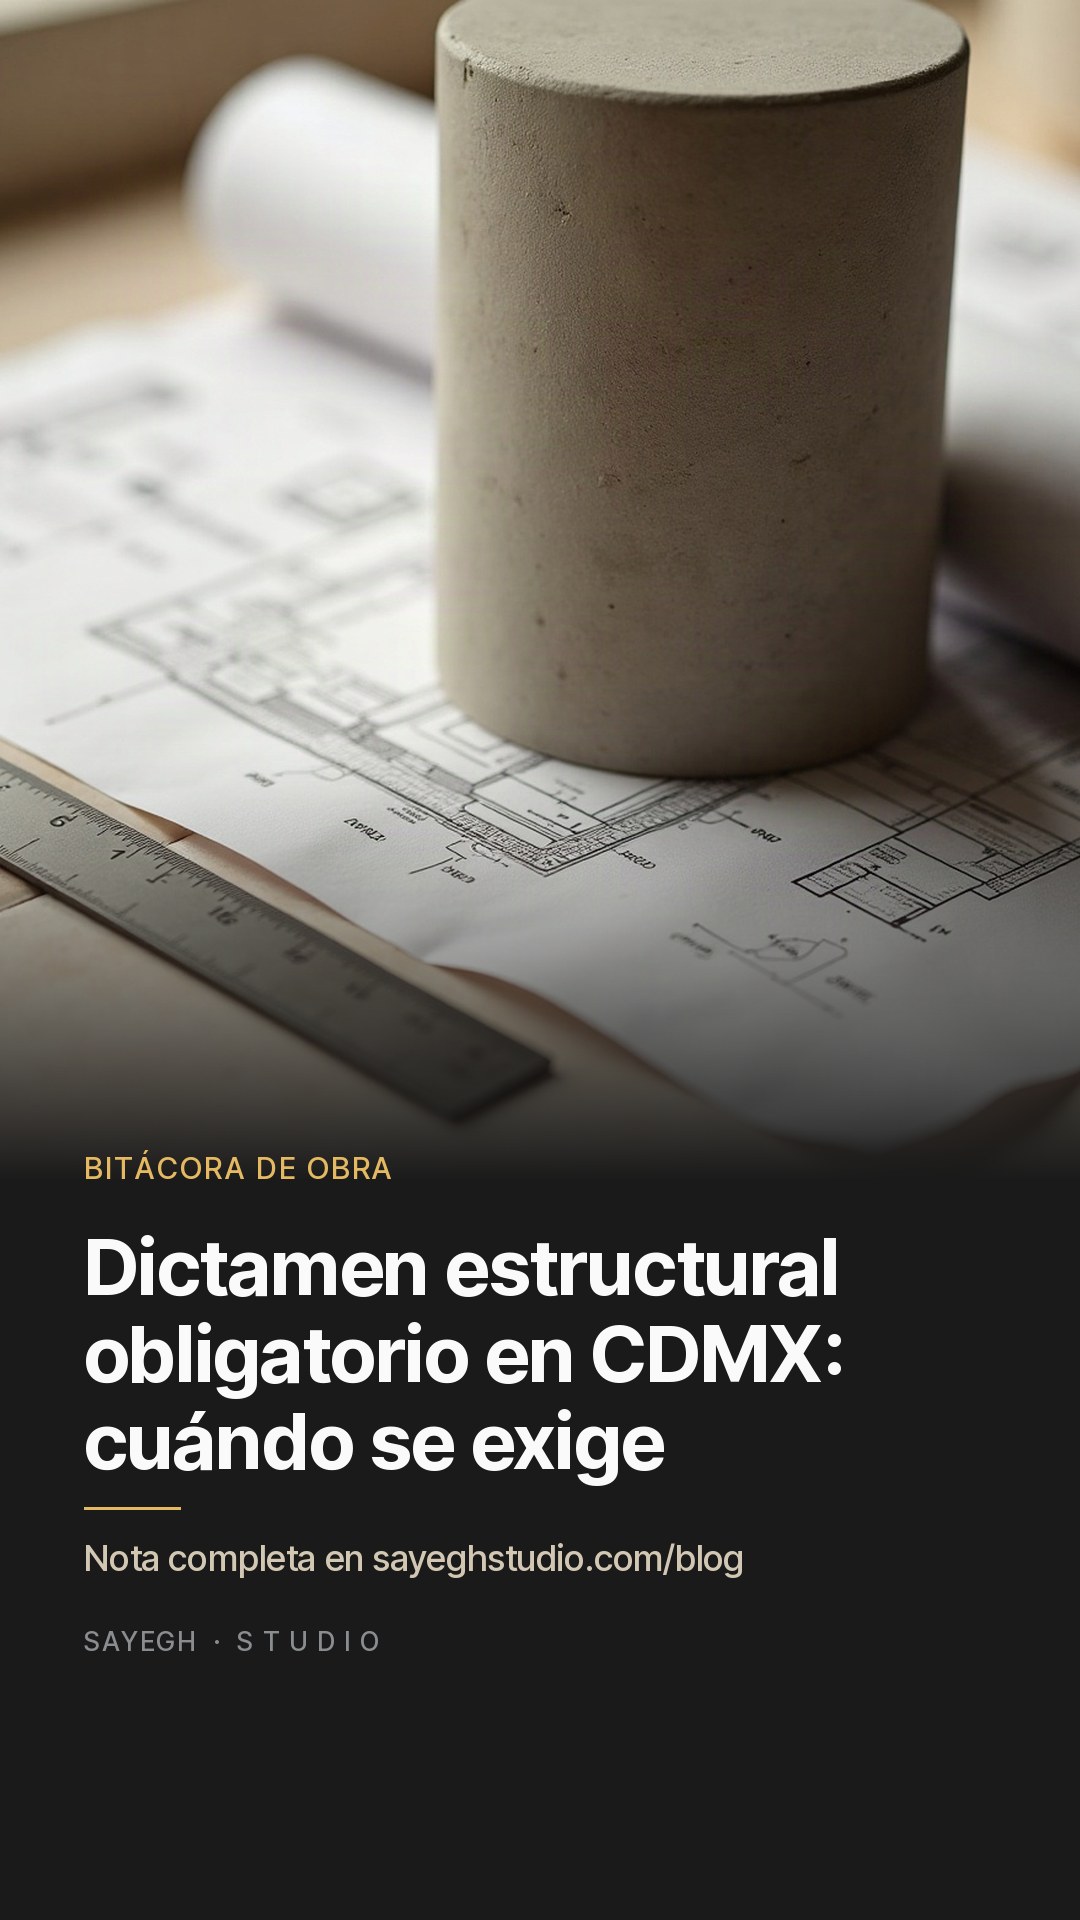 BITÁCORA DE OBRA
Dictamen estructural
obligatorio en CDMX:
cuándo se exige
Nota completa en sayeghstudio.com/blog
SAYEGH · STUDIO